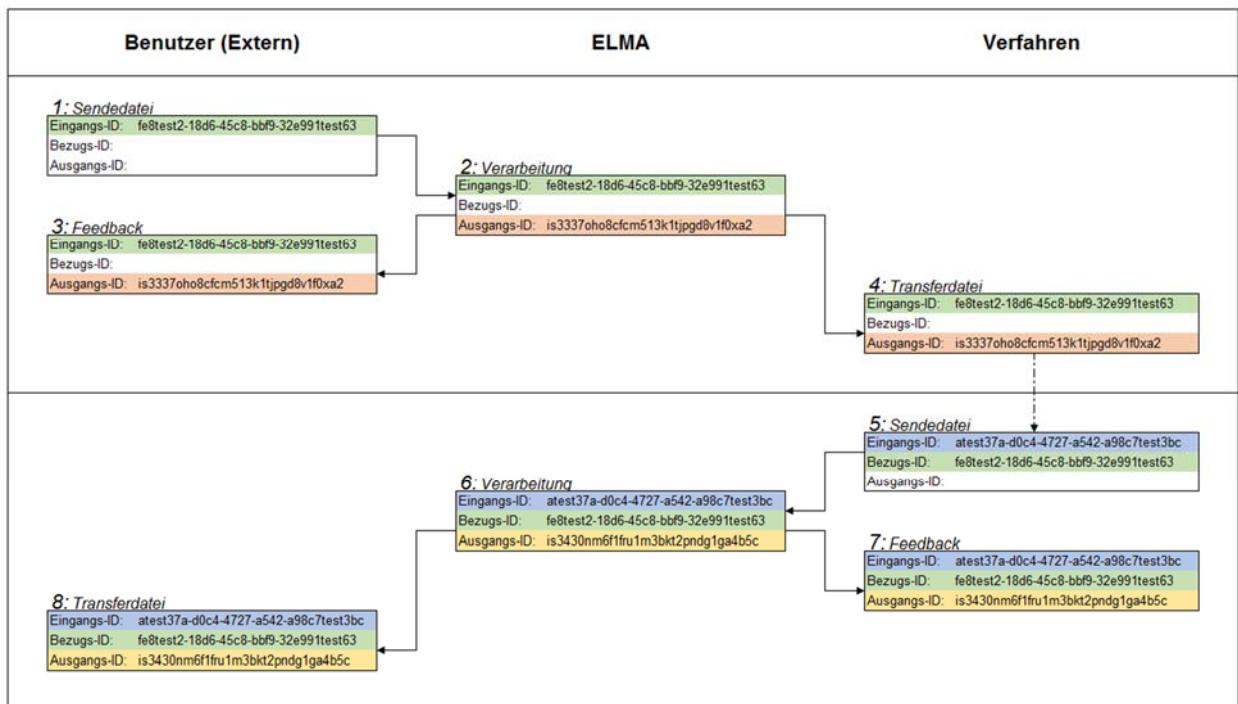 Benutzer (Extern) ELMA Verfahren
1: Sendedatei
Eingangs-ID: fe8test2-18d6-45c8-bbf9-32e991test63
Bezugs-ID:
Ausgangs-ID:
2: Verarbeitung
Eingangs-ID: fe8test2-18d6-45c8-bbf9-32e991test63
Bezugs-ID:
Ausgangs-ID: is3337oho8cfcm513k1tjpgd8v1f0xa2
3: Feedback
Eingangs-ID: fe8test2-18d6-45c8-bbf9-32e991test63
Bezugs-ID:
Ausgangs-ID: is3337oho8cfcm513k1tjpgd8v1f0xa2
4: Transferdatei
Eingangs-ID: fe8test2-18d6-45c8-bbf9-32e991test63
Bezugs-ID:
Ausgangs-ID: is3337oho8cfcm513k1tjpgd8v1f0xa2
5: Sendedatei
Eingangs-ID: atest37a-d0c4-4727-a542-a98c7test3bc
Bezugs-ID: fe8test2-18d6-45c8-bbf9-32e991test63
Ausgangs-ID:
6: Verarbeitung
Eingangs-ID: atest37a-d0c4-4727-a542-a98c7test3bc
Bezugs-ID: fe8test2-18d6-45c8-bbf9-32e991test63
Ausgangs-ID: is3430nm6f1fru1m3bkt2pndg1ga4b5c
7: Feedback
Eingangs-ID: atest37a-d0c4-4727-a542-a98c7test3bc
Bezugs-ID: fe8test2-18d6-45c8-bbf9-32e991test63
Ausgangs-ID: is3430nm6f1fru1m3bkt2pndg1ga4b5c
8: Transferdatei
Eingangs-ID: atest37a-d0c4-4727-a542-a98c7test3bc
Bezugs-ID: fe8test2-18d6-45c8-bbf9-32e991test63
Ausgangs-ID: is3430nm6f1fru1m3bkt2pndg1ga4b5c